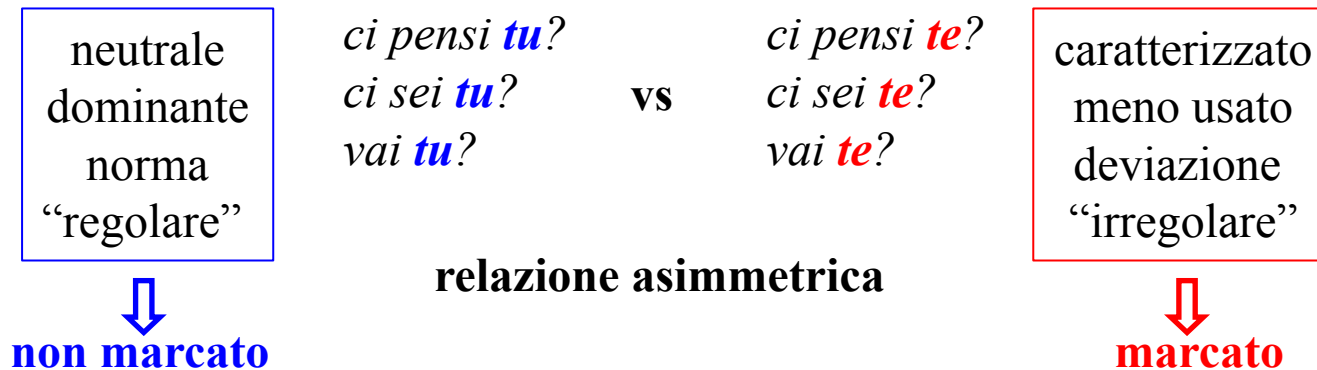 neutrale
dominante
norma
“regolare”
non marcato
ci pensi tu?
ci sei tu?
vai tu?
vs
ci pensi te?
ci sei te?
vai te?
relazione asimmetrica
caratterizzato
meno usato
deviazione
“irregolare”
marcato